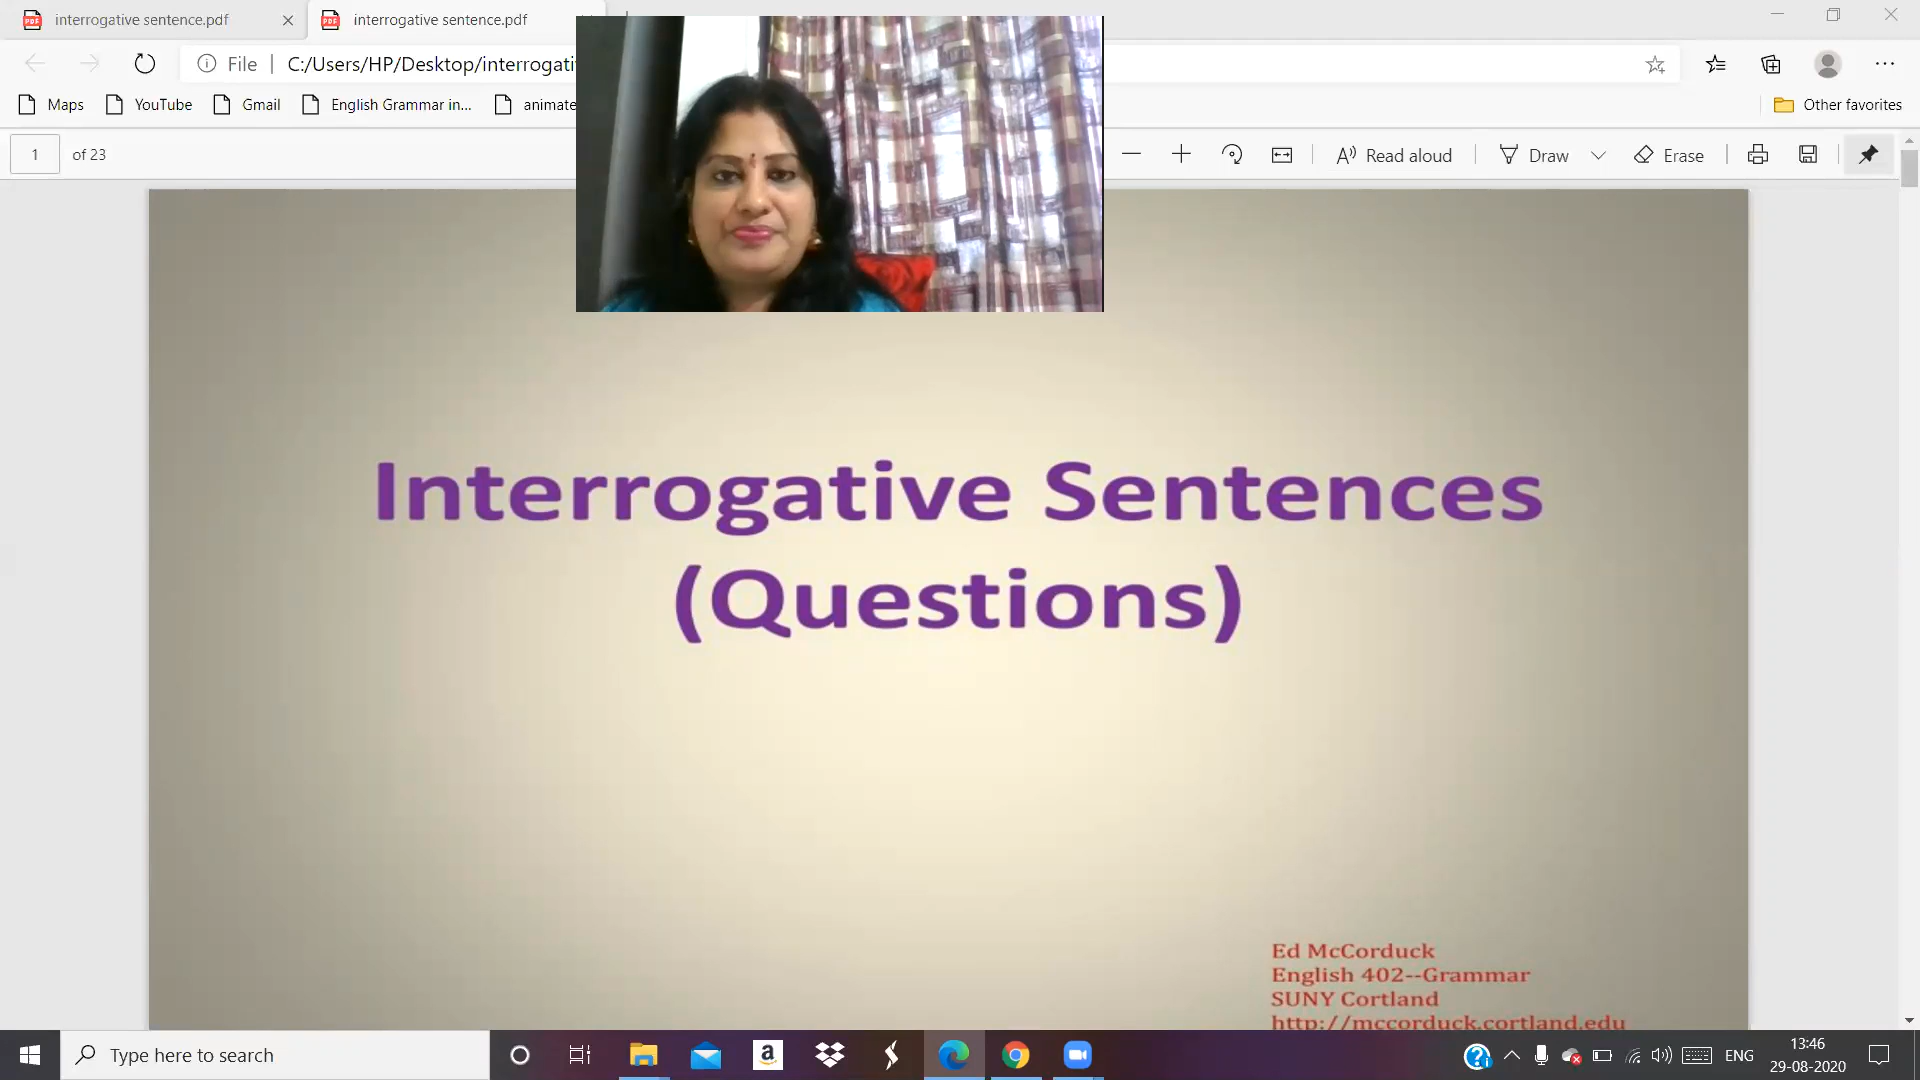 interrogative sentence.pdf
interrogative sentence.pdf
File
C:/Users/HP/Desktop/interrogati
Maps
YouTube
Gmail
English Grammar in...
animate
Other favorites
1
of 23
Read aloud
Draw
Erase
Interrogative Sentences
(Questions)
Ed McCorduck
English 402--Grammar
SUNY Cortland
http://mccorduck.cortland.edu
Type here to search
ENG
13:46
29-08-2020